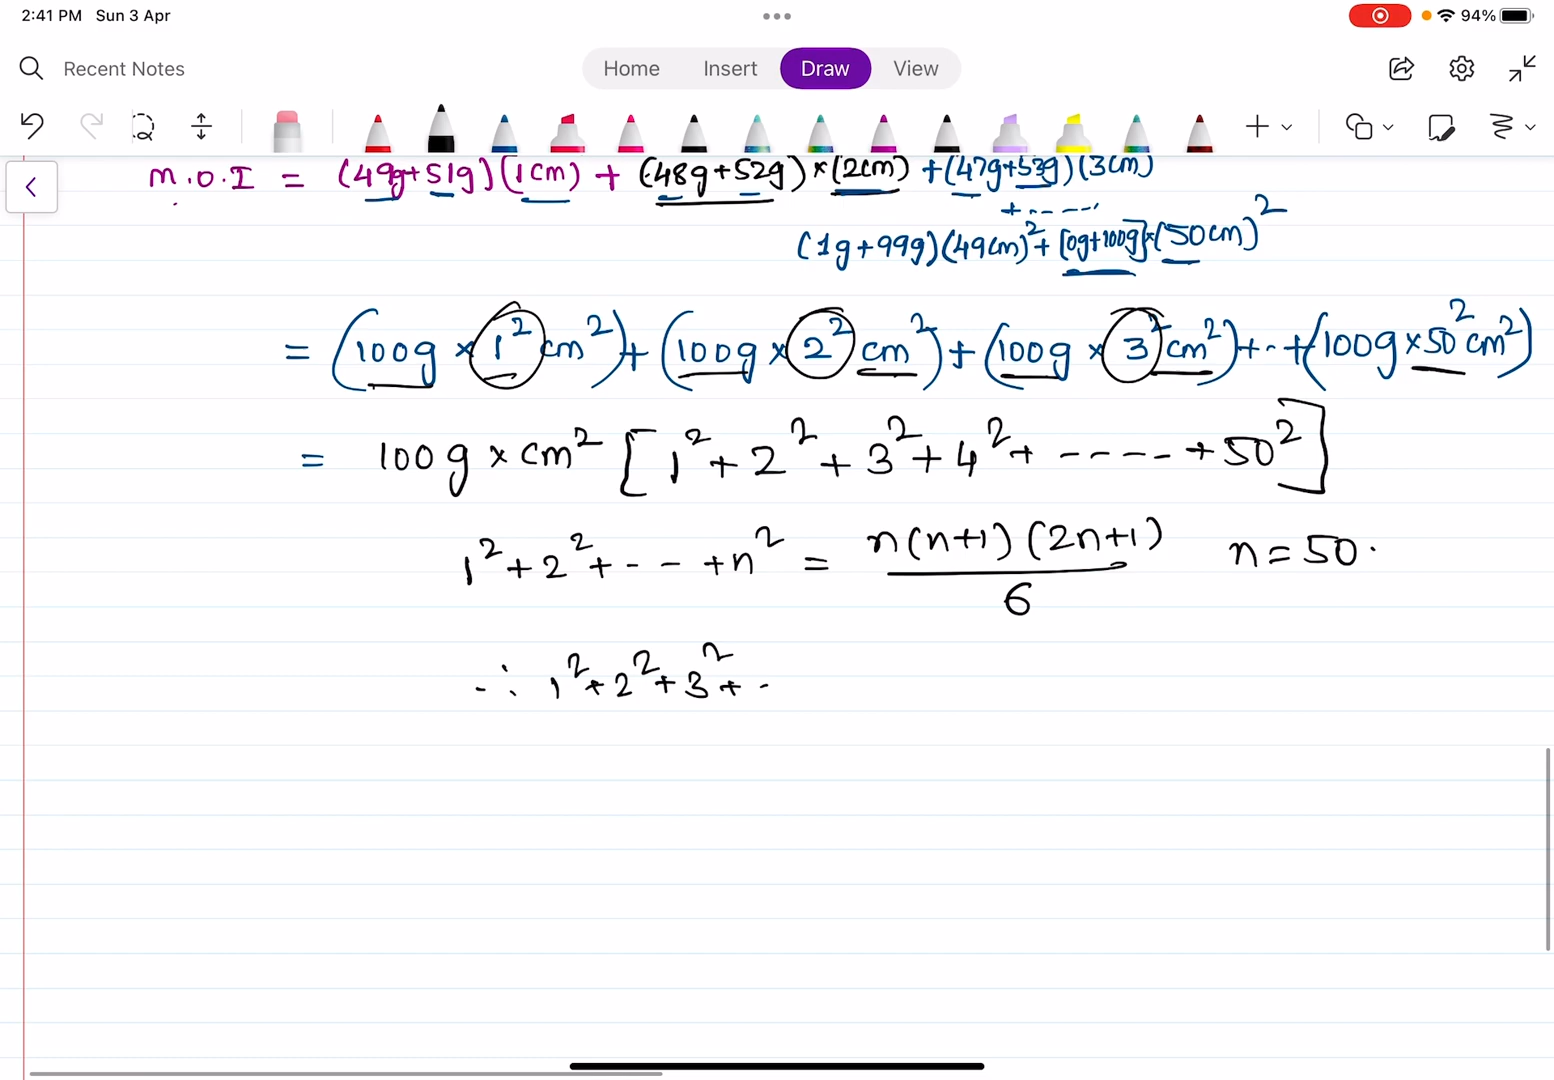 2:41 PM Sun 3 Apr 94%
Recent Notes Home Insert Draw View
M.O.I = (49g+51g)(1cm) + (48g+52g)×(2cm) + (47g+53g)(3cm)
+-----
(1g+99g)(49cm)² + [0g+100g]×(50cm)²
= (100g × 1² cm²) + (100g × 2² cm²) + (100g × 3² cm²) +--+ (100g × 50² cm²)
= 100g × cm² [1² + 2² + 3² + 4² + ----- + 50²]
1² + 2² + --- + n² = n(n+1)(2n+1) / 6 n = 50.
∴ 1² + 2² + 3² + -